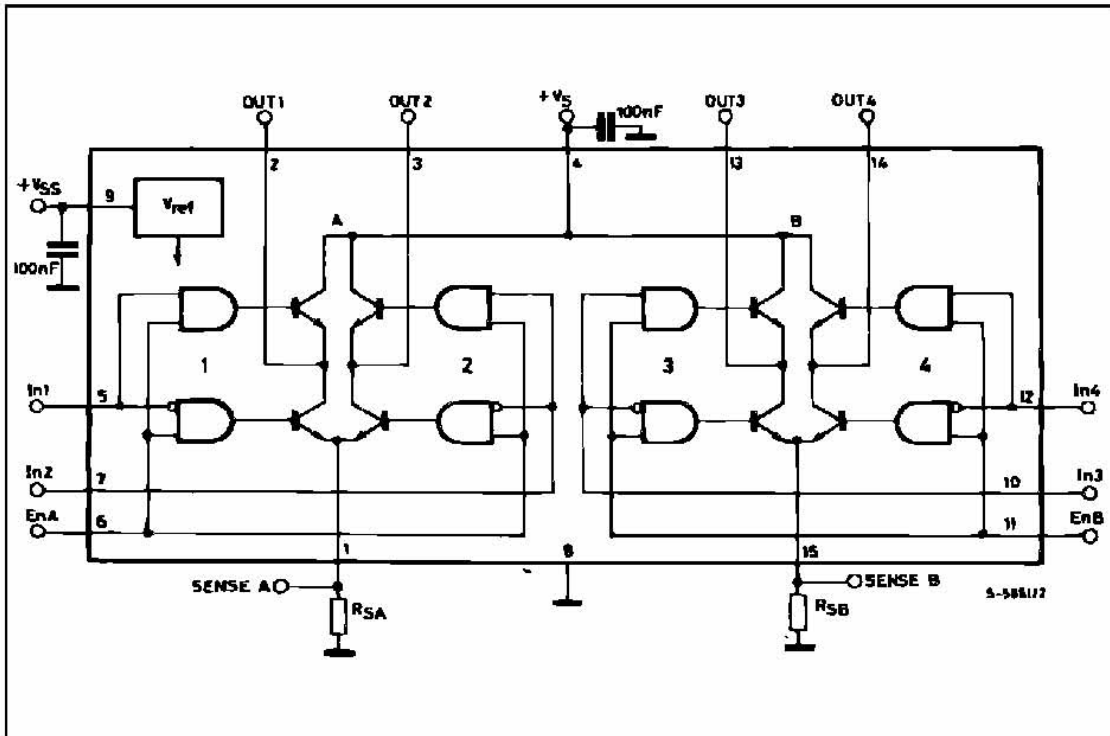 OUT1 OUT2 +VS 100nF OUT3 OUT4
2 3 4 13 14
+VSS 9 Vref
A B
100nF
1 2 3 4
In1 5 12 In4
In2 7 10 In3
EnA 6 11 EnB
1 8 15
SENSE A SENSE B
RSA RSB